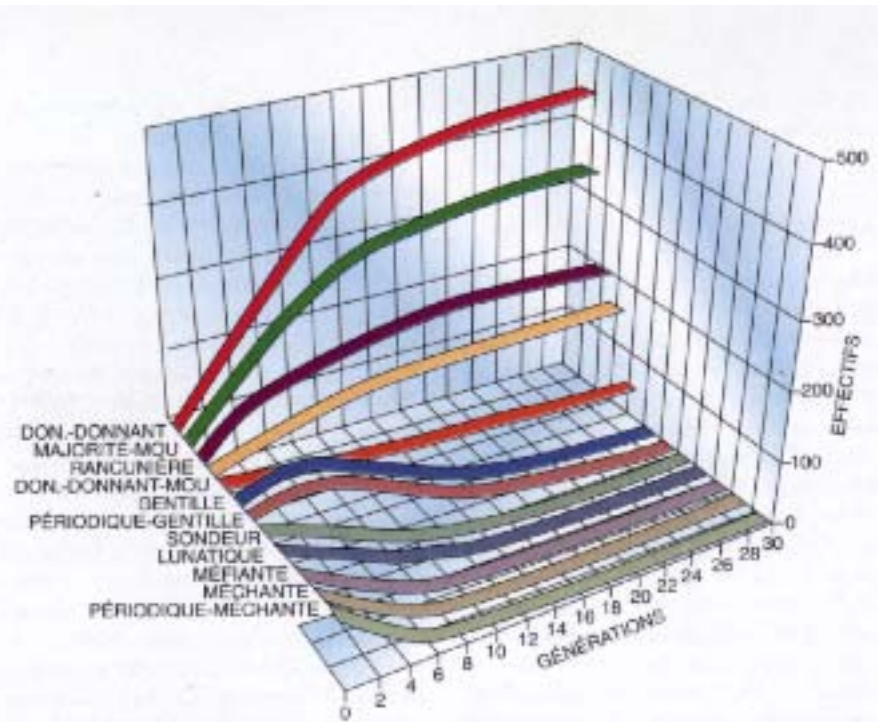 500
400
300
200
100
0
EFFECTIFS
DON.-DONNANT
MAJORITÉ-MOU
RANCUNIÈRE
DON.-DONNANT-MOU
GENTILLE
PÉRIODIQUE-GENTILLE
SONDEUR
LUNATIQUE
MÉFIANTE
MÉCHANTE
PÉRIODIQUE-MÉCHANTE
0 2 4 6 8 10 12 14 16 18 20 22 24 26 28 30
GÉNÉRATIONS